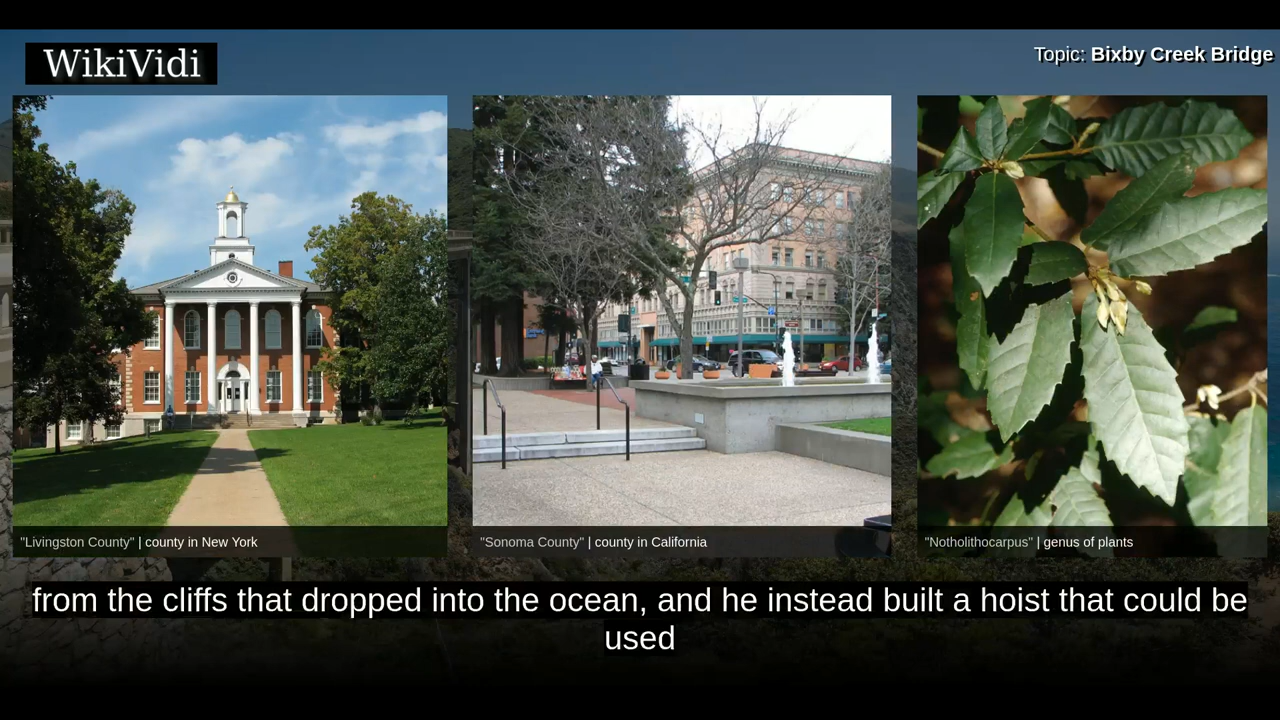 WikiVidi
Topic: Bixby Creek Bridge
"Livingston County" | county in New York
"Sonoma County" | county in California
"Notholithocarpus" | genus of plants
from the cliffs that dropped into the ocean, and he instead built a hoist that could be
used